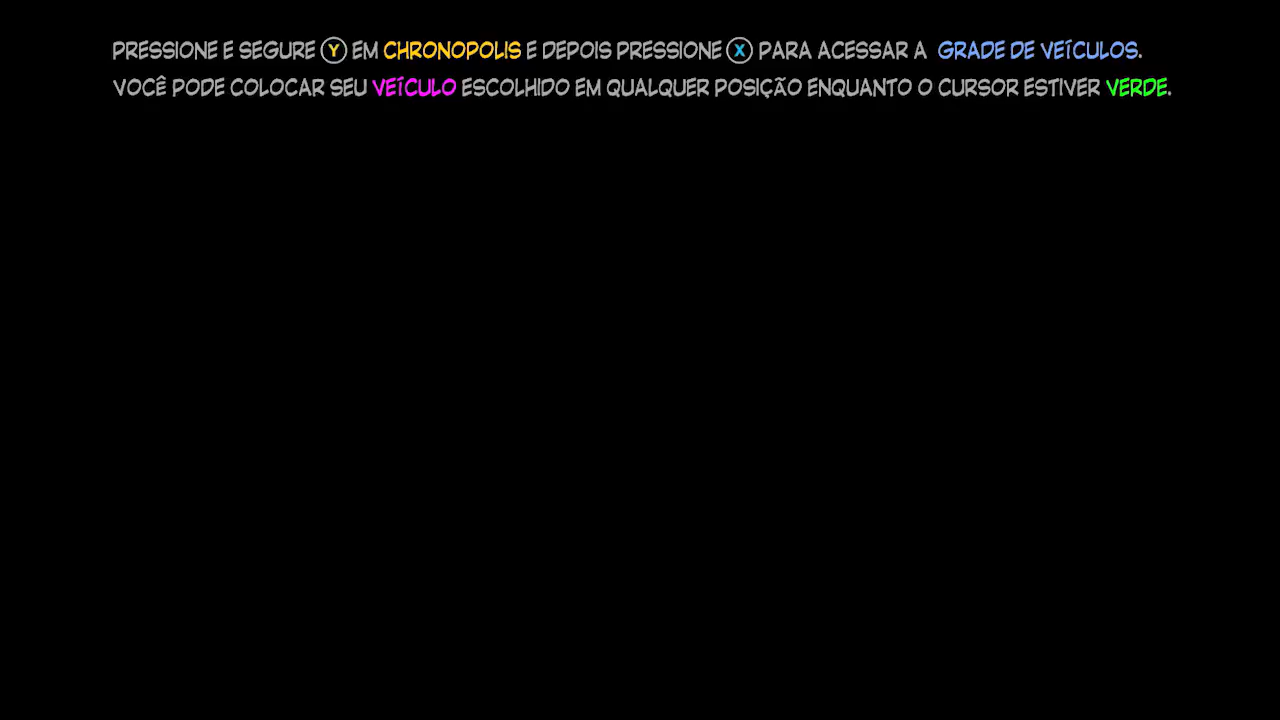 PRESSIONE E SEGURE Y EM CHRONOPOLIS E DEPOIS PRESSIONE X PARA ACESSAR A GRADE DE VEÍCULOS.
VOCÊ PODE COLOCAR SEU VEÍCULO ESCOLHIDO EM QUALQUER POSIÇÃO ENQUANTO O CURSOR ESTIVER VERDE.